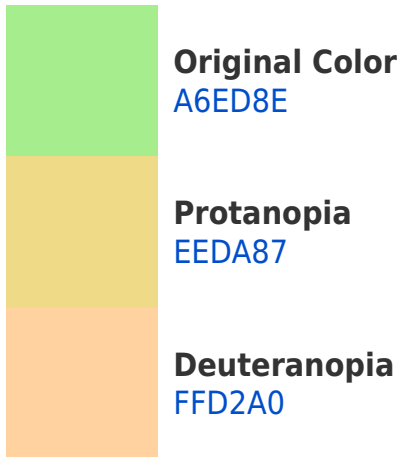 Original Color
A6ED8E
Protanopia
EEDA87
Deuteranopia
FFD2A0